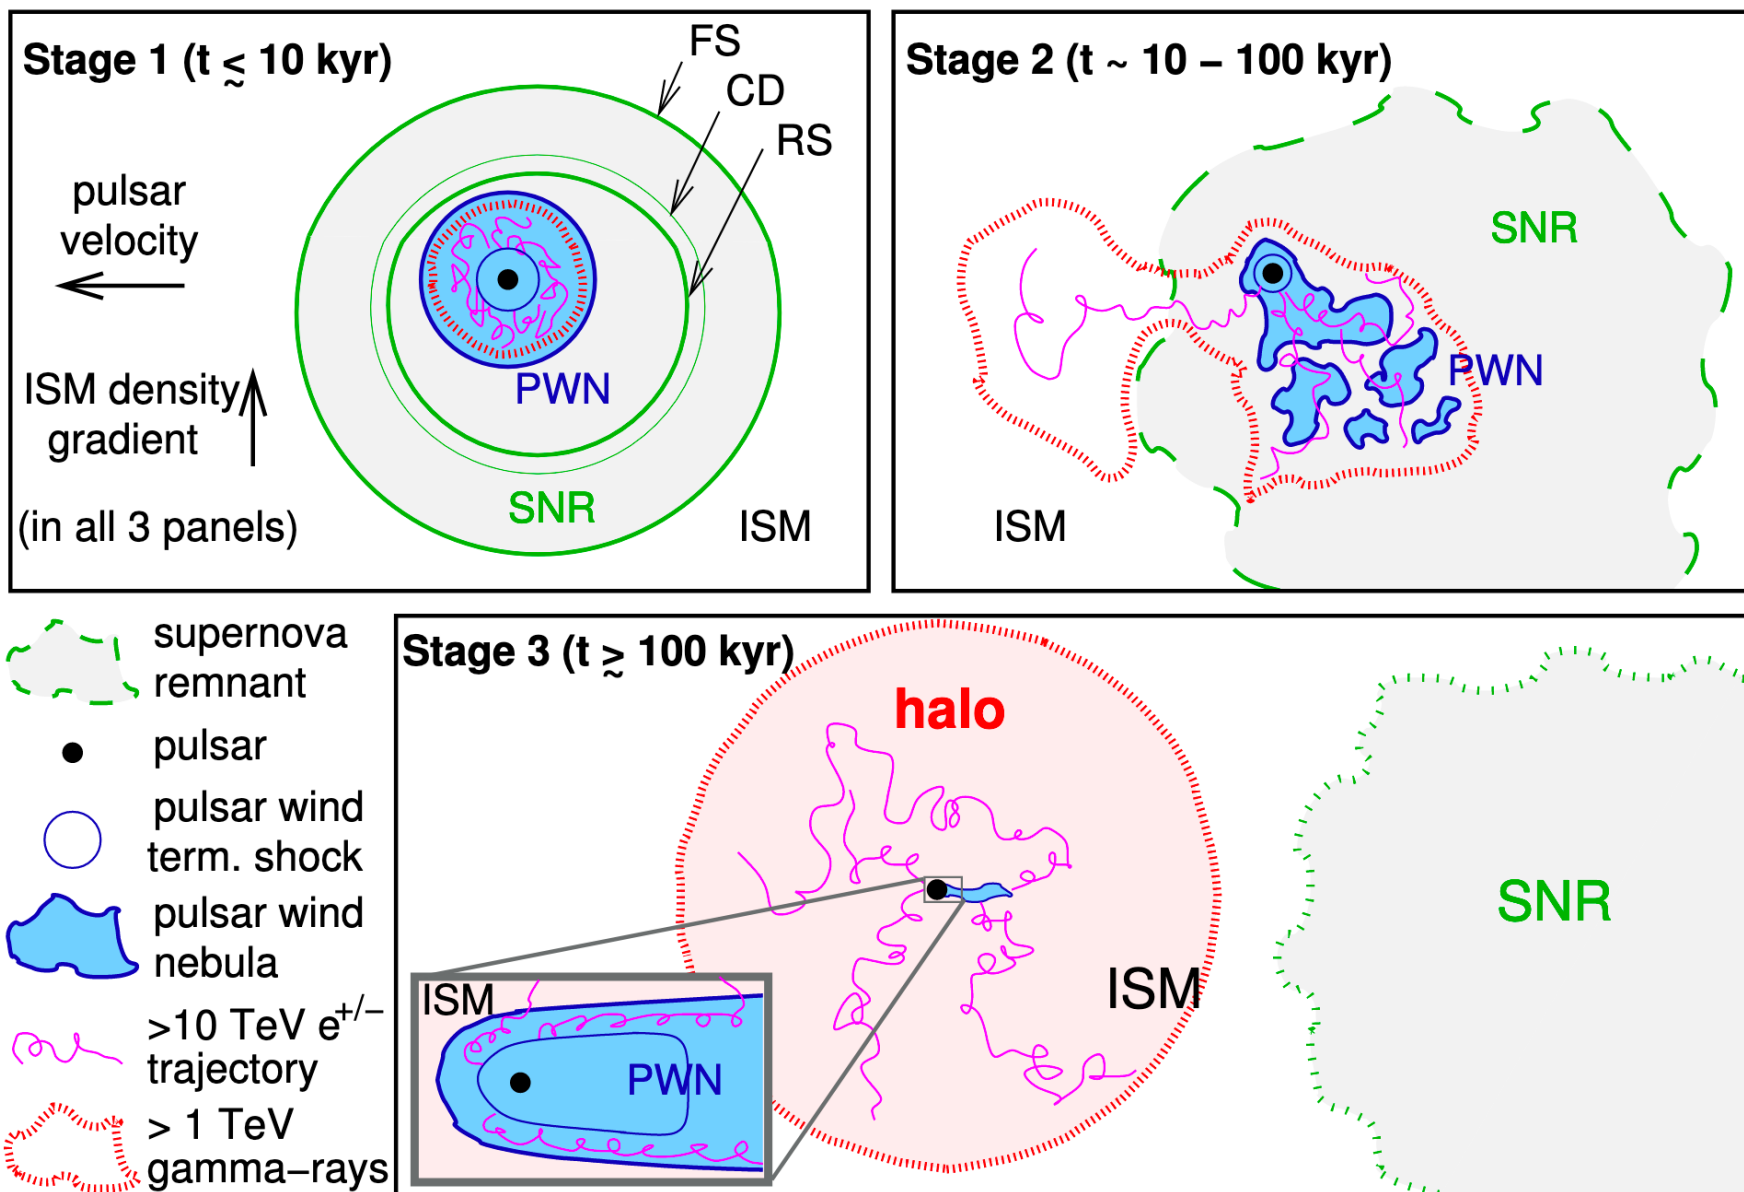 Stage 1 (t ≲ 10 kyr)
FS
CD
RS
pulsar
velocity
ISM density
gradient
(in all 3 panels)
PWN
SNR
ISM
Stage 2 (t ~ 10 – 100 kyr)
SNR
PWN
ISM
supernova
remnant
pulsar
pulsar wind
term. shock
pulsar wind
nebula
>10 TeV e+/−
trajectory
> 1 TeV
gamma−rays
Stage 3 (t ≳ 100 kyr)
halo
ISM
SNR
ISM
PWN